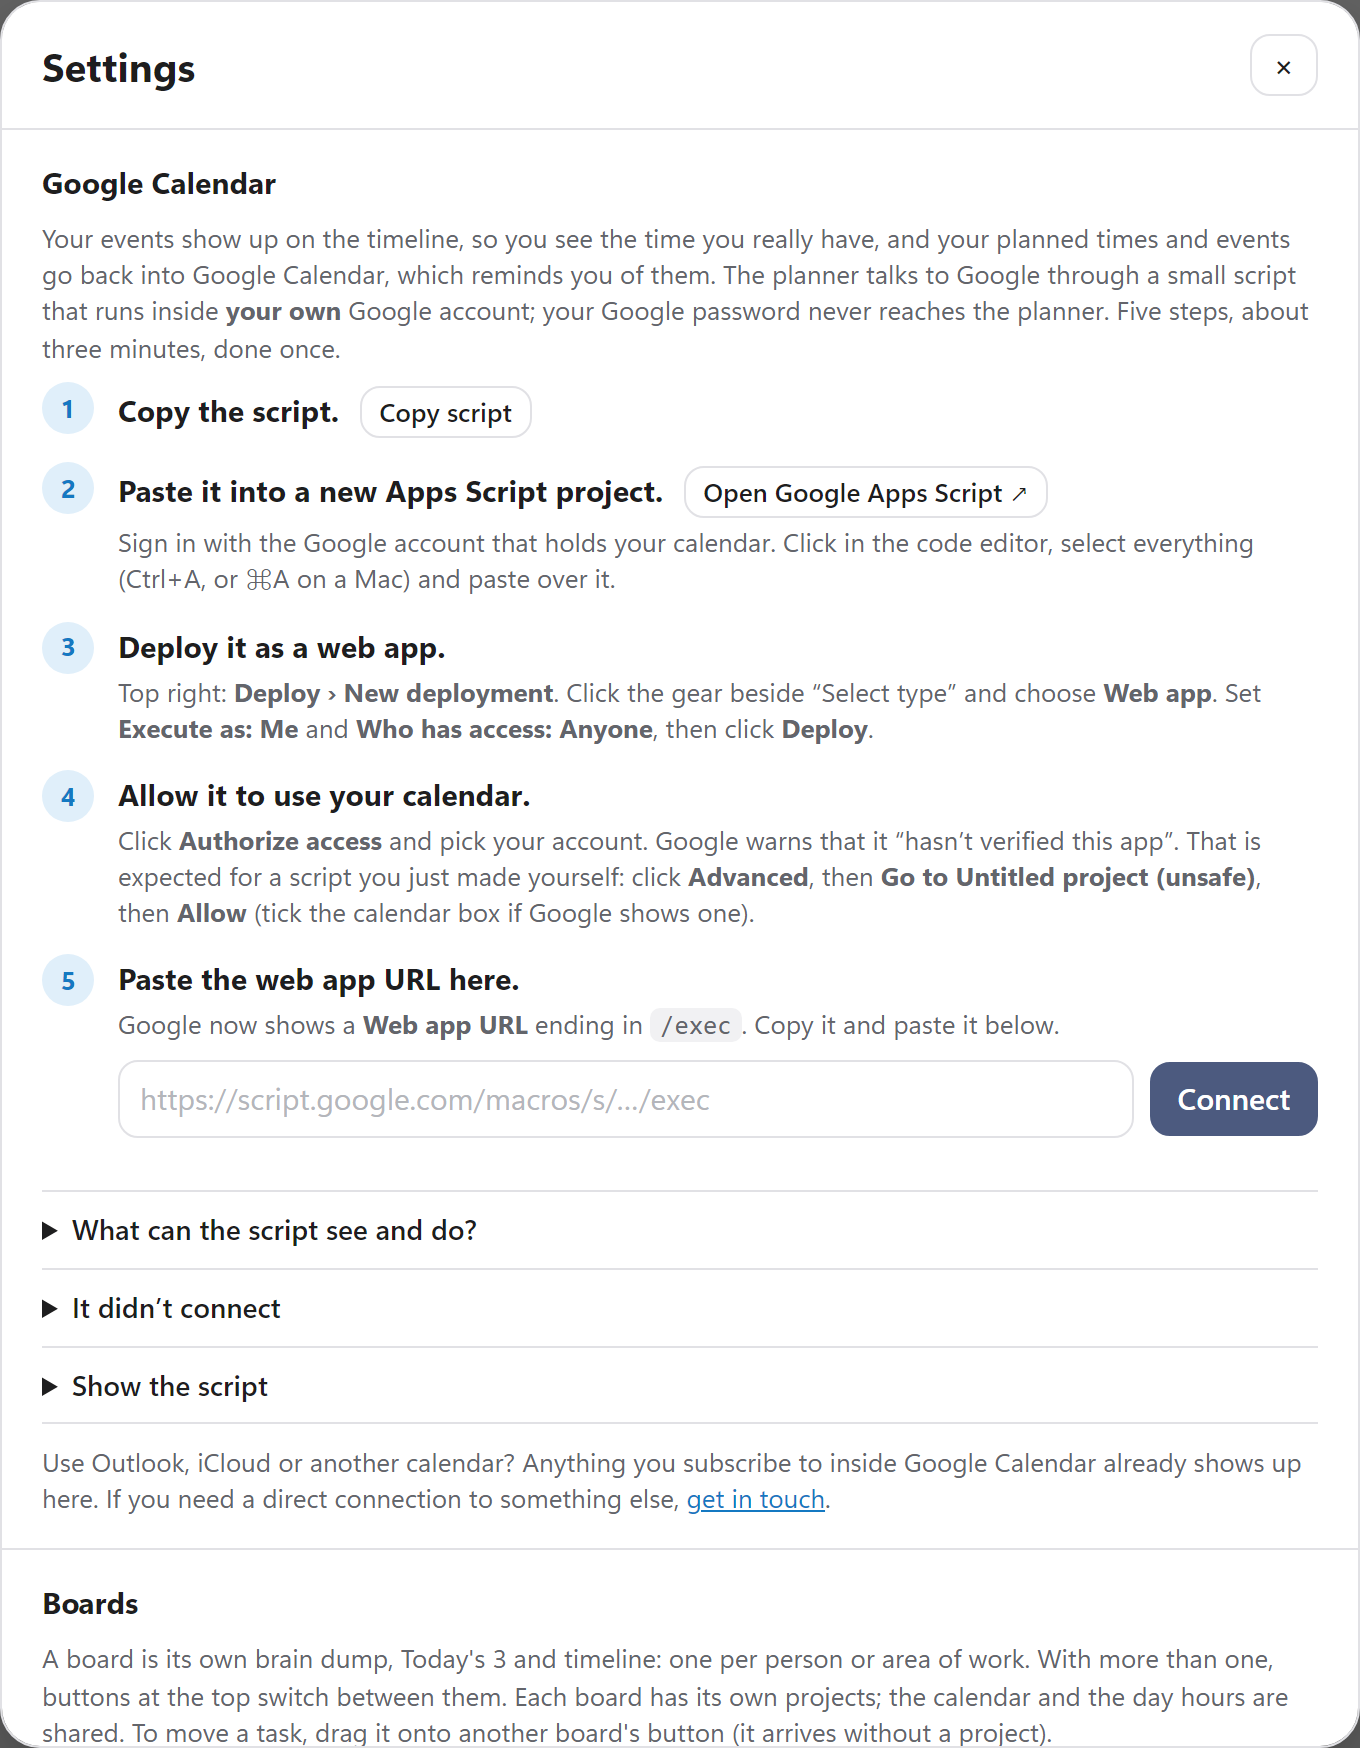 Settings
×
Google Calendar
Your events show up on the timeline, so you see the time you really have, and your planned times and events
go back into Google Calendar, which reminds you of them. The planner talks to Google through a small script
that runs inside your own Google account; your Google password never reaches the planner. Five steps, about
three minutes, done once.
1 Copy the script. Copy script
2 Paste it into a new Apps Script project. Open Google Apps Script ↗
Sign in with the Google account that holds your calendar. Click in the code editor, select everything
(Ctrl+A, or ⌘A on a Mac) and paste over it.
3 Deploy it as a web app.
Top right: Deploy › New deployment. Click the gear beside “Select type” and choose Web app. Set
Execute as: Me and Who has access: Anyone, then click Deploy.
4 Allow it to use your calendar.
Click Authorize access and pick your account. Google warns that it “hasn’t verified this app”. That is
expected for a script you just made yourself: click Advanced, then Go to Untitled project (unsafe),
then Allow (tick the calendar box if Google shows one).
5 Paste the web app URL here.
Google now shows a Web app URL ending in /exec. Copy it and paste it below.
https://script.google.com/macros/s/…/exec Connect
▶ What can the script see and do?
▶ It didn’t connect
▶ Show the script
Use Outlook, iCloud or another calendar? Anything you subscribe to inside Google Calendar already shows up
here. If you need a direct connection to something else, get in touch.
Boards
A board is its own brain dump, Today's 3 and timeline: one per person or area of work. With more than one,
buttons at the top switch between them. Each board has its own projects; the calendar and the day hours are
shared. To move a task, drag it onto another board's button (it arrives without a project).